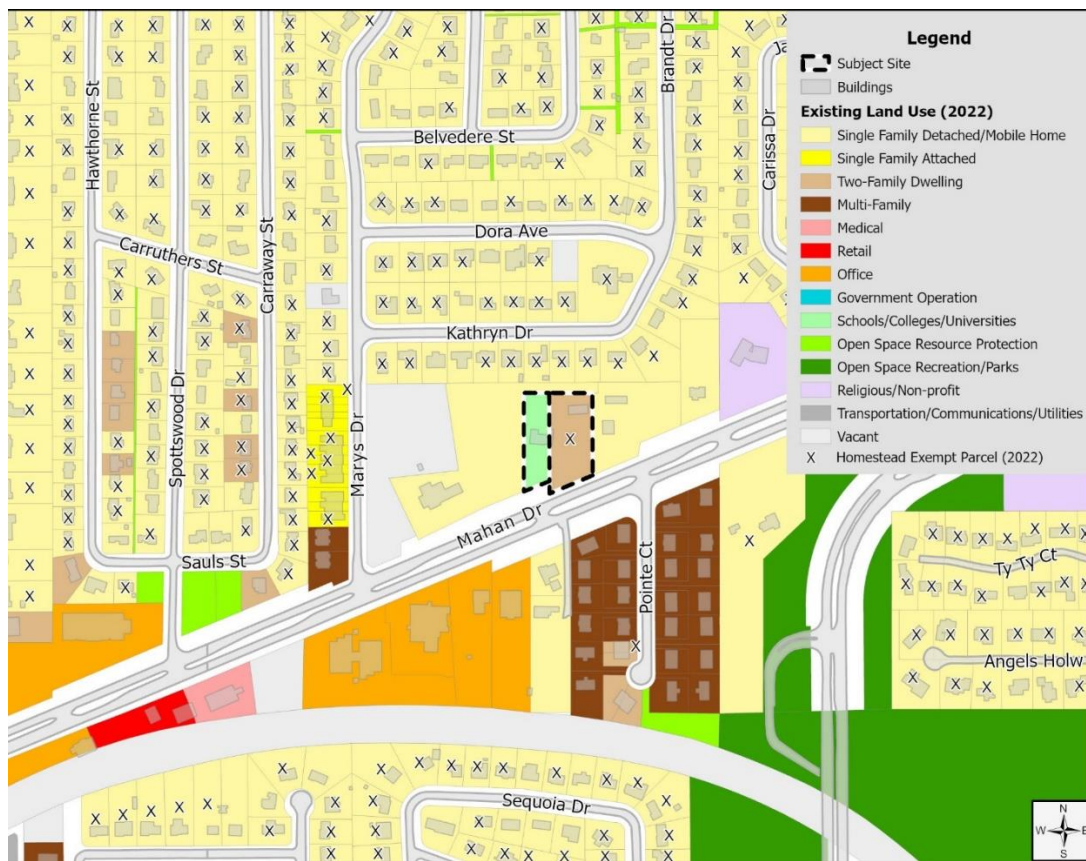 Legend
Subject Site
Buildings
Existing Land Use (2022)
Single Family Detached/Mobile Home
Single Family Attached
Two-Family Dwelling
Multi-Family
Medical
Retail
Office
Government Operation
Schools/Colleges/Universities
Open Space Resource Protection
Open Space Recreation/Parks
Religious/Non-profit
Transportation/Communications/Utilities
Vacant
X Homestead Exempt Parcel (2022)
Hawthorne St
Brandt Dr
Ja
Belvedere St
Carissa Dr
Carruthers St
Caraway St
Dora Ave
Kathryn Dr
Spottswood Dr
Marys Dr
Mahan Dr
Sauls St
Pointe Ct
Ty Ty Ct
Angels Holw
Sequoia Dr
N
W E
S